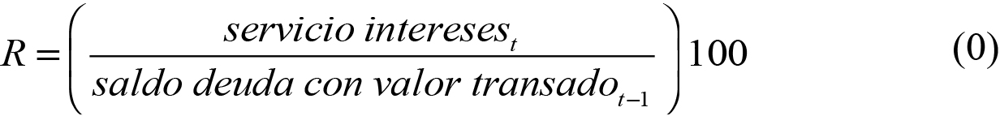 R = ( servicio intereses_t / saldo deuda con valor transado_{t-1} ) 100 (0)